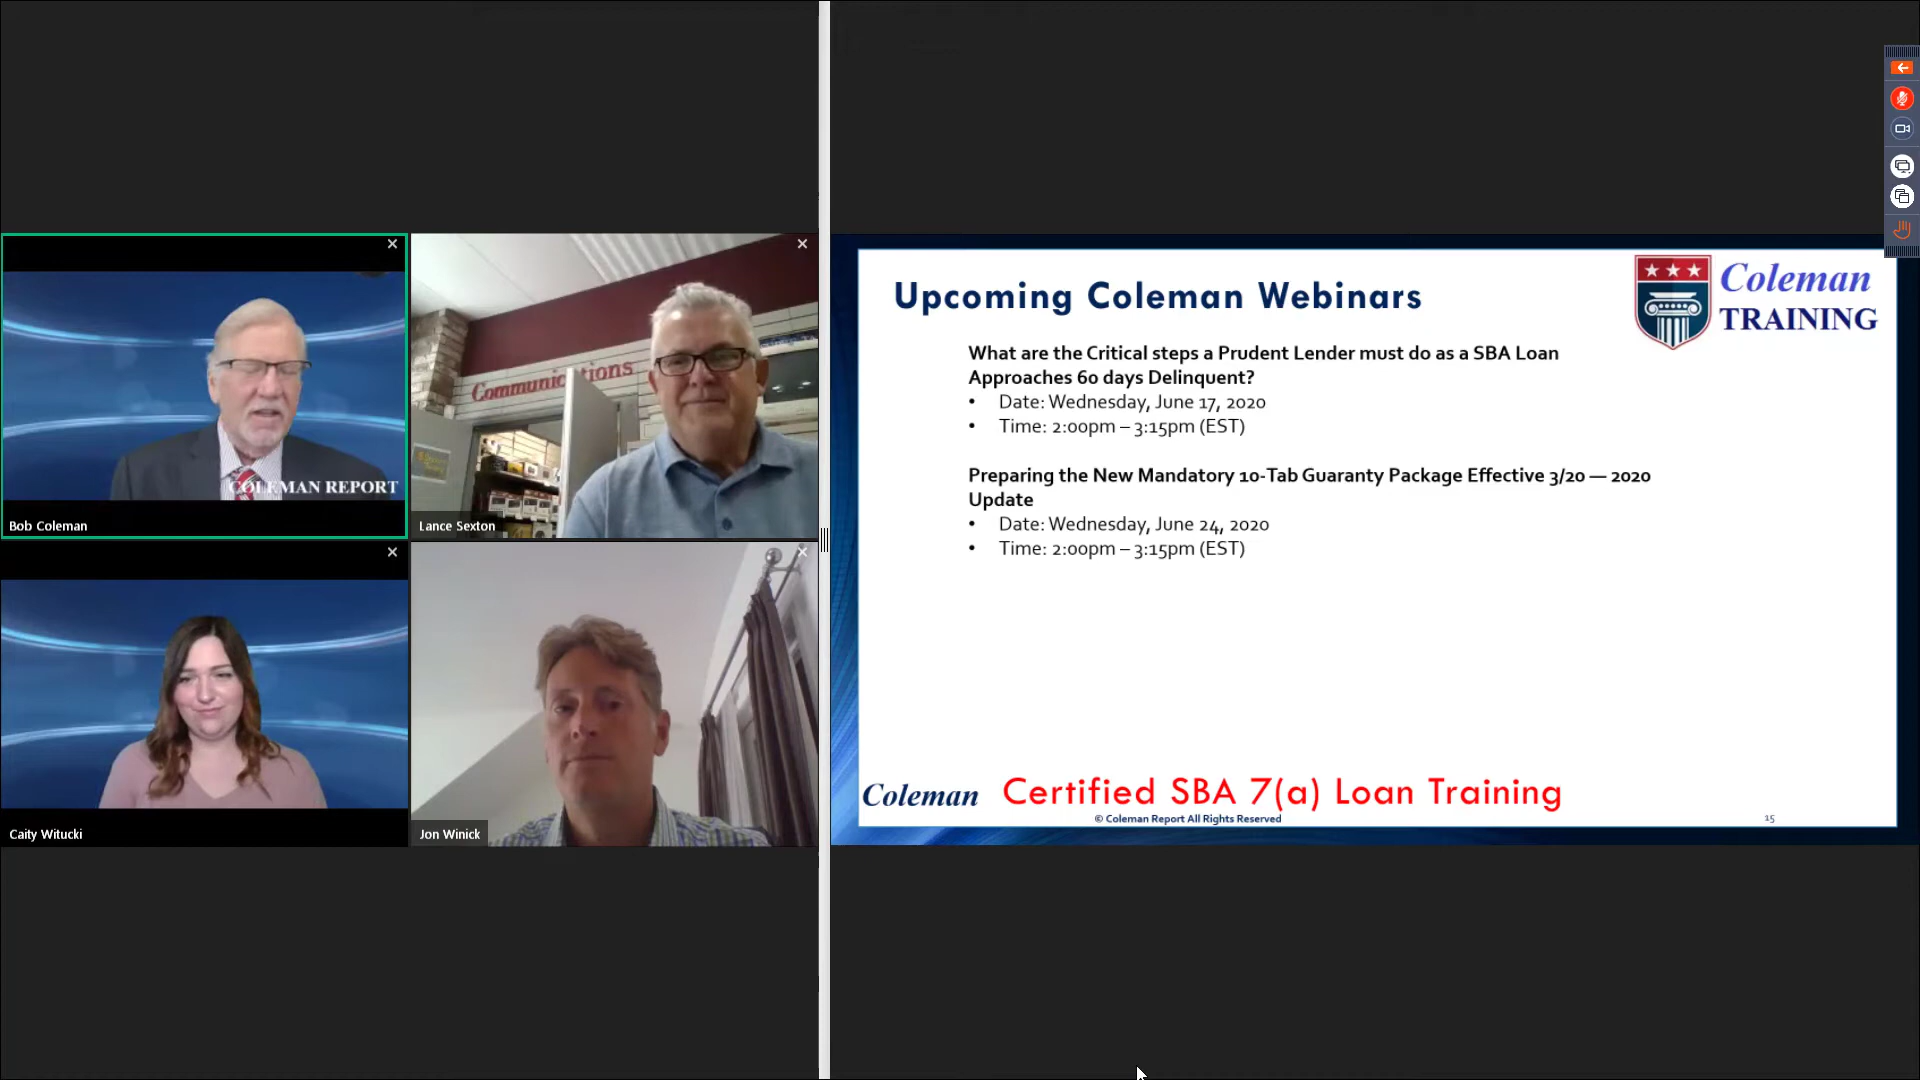 COLEMAN REPORT
Bob Coleman
Communications
Lance Sexton
Caity Witucki
Jon Winick
Upcoming Coleman Webinars
Coleman
TRAINING
What are the Critical steps a Prudent Lender must do as a SBA Loan
Approaches 60 days Delinquent?
• Date: Wednesday, June 17, 2020
• Time: 2:00pm – 3:15pm (EST)
Preparing the New Mandatory 10-Tab Guaranty Package Effective 3/20 — 2020
Update
• Date: Wednesday, June 24, 2020
• Time: 2:00pm – 3:15pm (EST)
Coleman Certified SBA 7(a) Loan Training
© Coleman Report All Rights Reserved
15